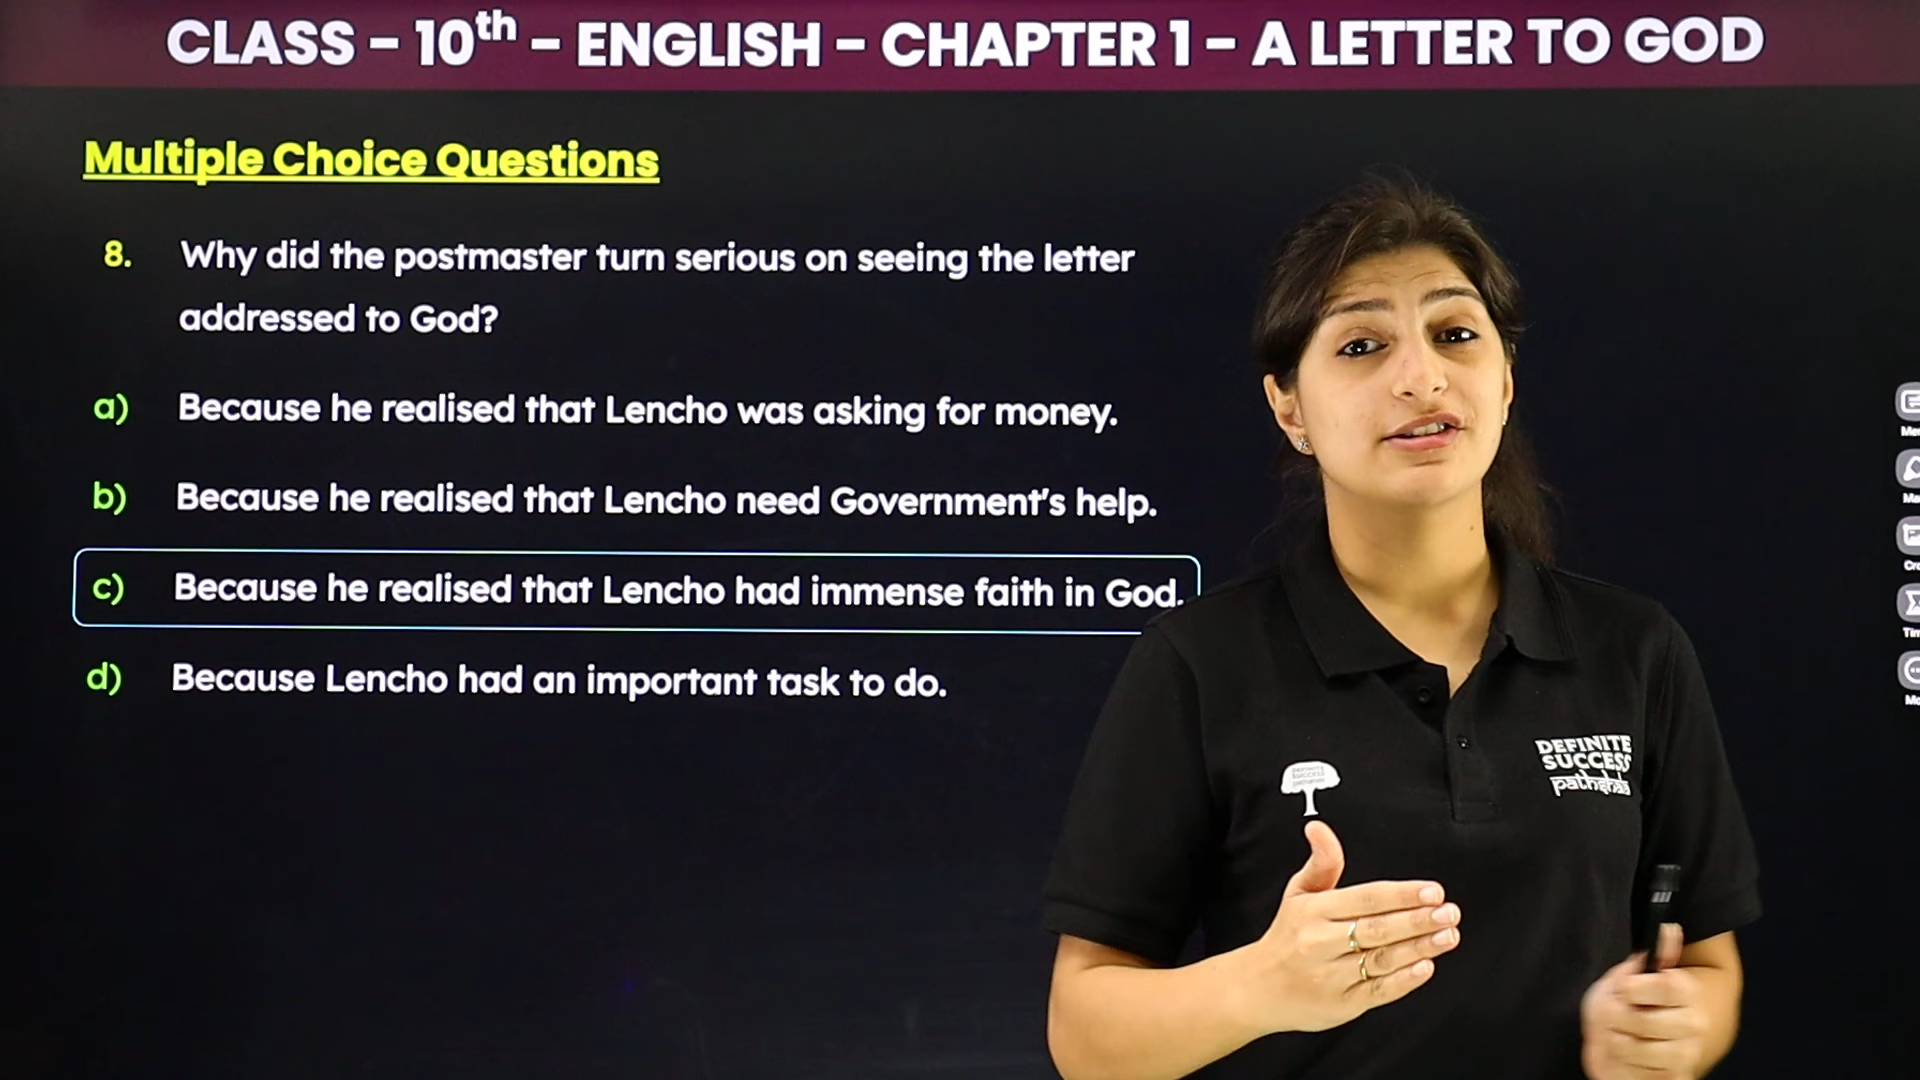 CLASS – 10th – ENGLISH – CHAPTER 1 – A LETTER TO GOD
Multiple Choice Questions
8. Why did the postmaster turn serious on seeing the letter
addressed to God?
a) Because he realised that Lencho was asking for money.
b) Because he realised that Lencho need Government's help.
c) Because he realised that Lencho had immense faith in God.
d) Because Lencho had an important task to do.
DEFINITE
SUCCESS
pathshala
DEFINITE
SUCCESS